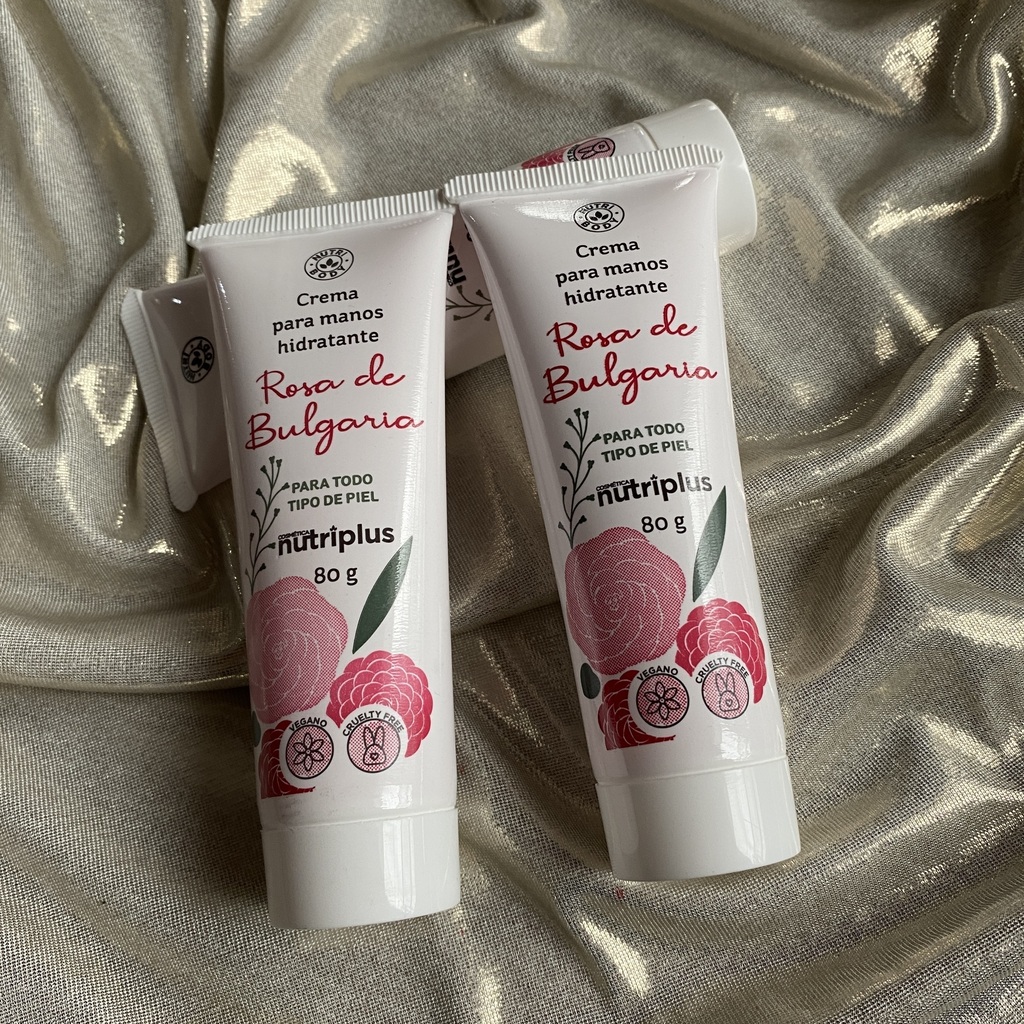 NUTRI
BODY
Crema
para manos
hidratante
Rosa de
Bulgaria
PARA TODO
TIPO DE PIEL
COSMÉTICA
nutriplus
80 g
VEGANO
CRUELTY FREE
NUTRI
BODY
Crema
para manos
hidratante
Rosa de
Bulgaria
PARA TODO
TIPO DE PIEL
COSMÉTICA
nutriplus
80 g
VEGANO
CRUELTY FREE